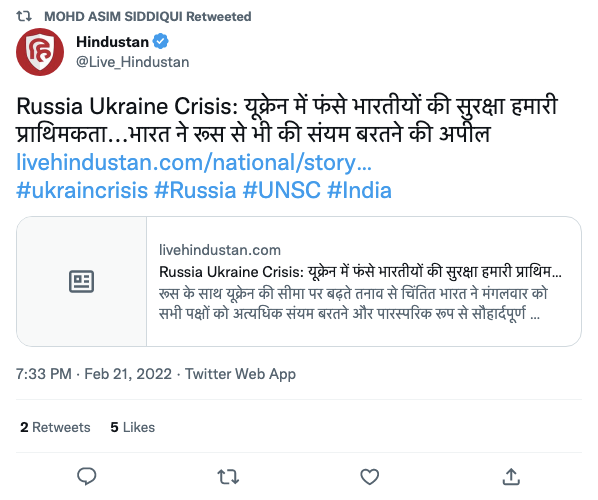 MOHD ASIM SIDDIQUI Retweeted
Hindustan
@Live_Hindustan
Russia Ukraine Crisis: यूक्रेन में फंसे भारतीयों की सुरक्षा हमारी
प्राथमिकता...भारत ने रूस से भी की संयम बरतने की अपील
livehindustan.com/national/story…
#ukraincrisis #Russia #UNSC #India
livehindustan.com
Russia Ukraine Crisis: यूक्रेन में फंसे भारतीयों की सुरक्षा हमारी प्राथिम...
रूस के साथ यूक्रेन की सीमा पर बढ़ते तनाव से चिंतित भारत ने मंगलवार को
सभी पक्षों को अत्यधिक संयम बरतने और पारस्परिक रूप से सौहार्दपूर्ण ...
7:33 PM · Feb 21, 2022 · Twitter Web App
2 Retweets 5 Likes